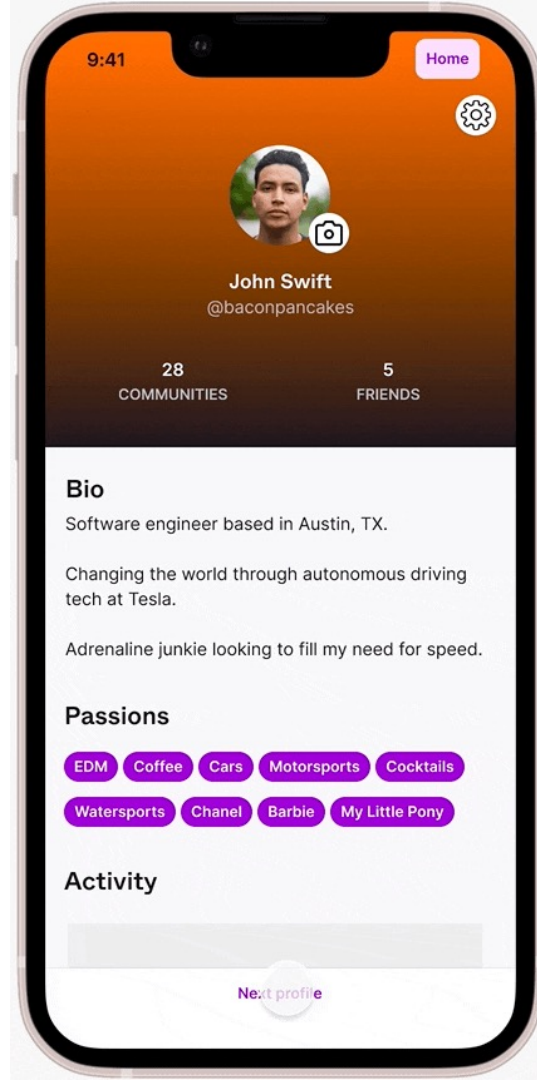 9:41
Home
John Swift
@baconpancakes
28
5
COMMUNITIES
FRIENDS
Bio
Software engineer based in Austin, TX.
Changing the world through autonomous driving
tech at Tesla.
Adrenaline junkie looking to fill my need for speed.
Passions
EDM Coffee Cars Motorsports Cocktails
Watersports Chanel Barbie My Little Pony
Activity
Next profile